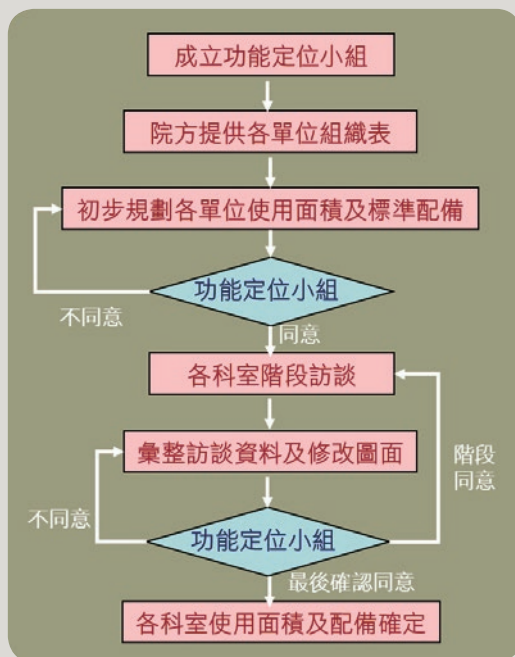 成立功能定位小組
院方提供各單位組織表
初步規劃各單位使用面積及標準配備
功能定位小組
不同意
同意
各科室階段訪談
彙整訪談資料及修改圖面
階段
同意
不同意
功能定位小組
最後確認同意
各科室使用面積及配備確定